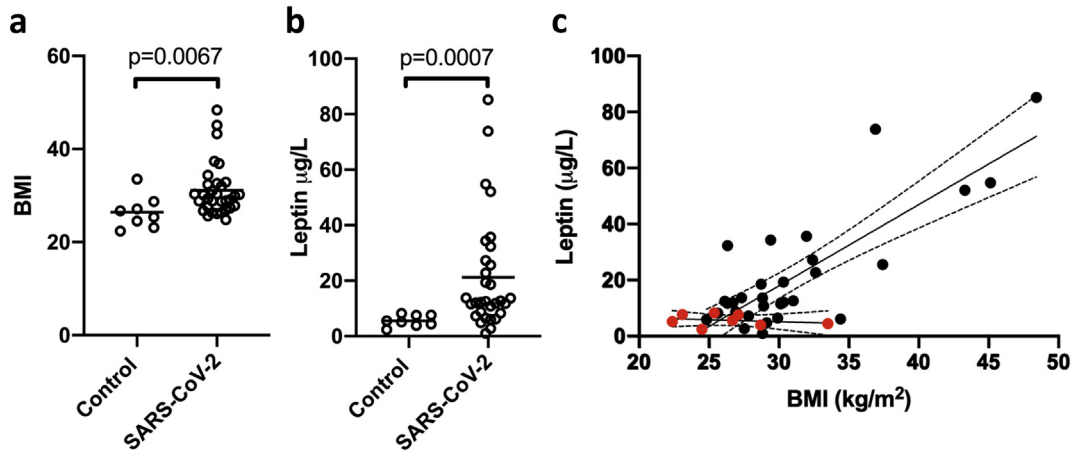 a
p=0.0067
BMI
60
40
20
0
Control
SARS-CoV-2
b
p=0.0007
Leptin µg/L
100
80
60
40
20
0
Control
SARS-CoV-2
c
Leptin (µg/L)
100
80
60
40
20
0
20 25 30 35 40 45 50
BMI (kg/m²)